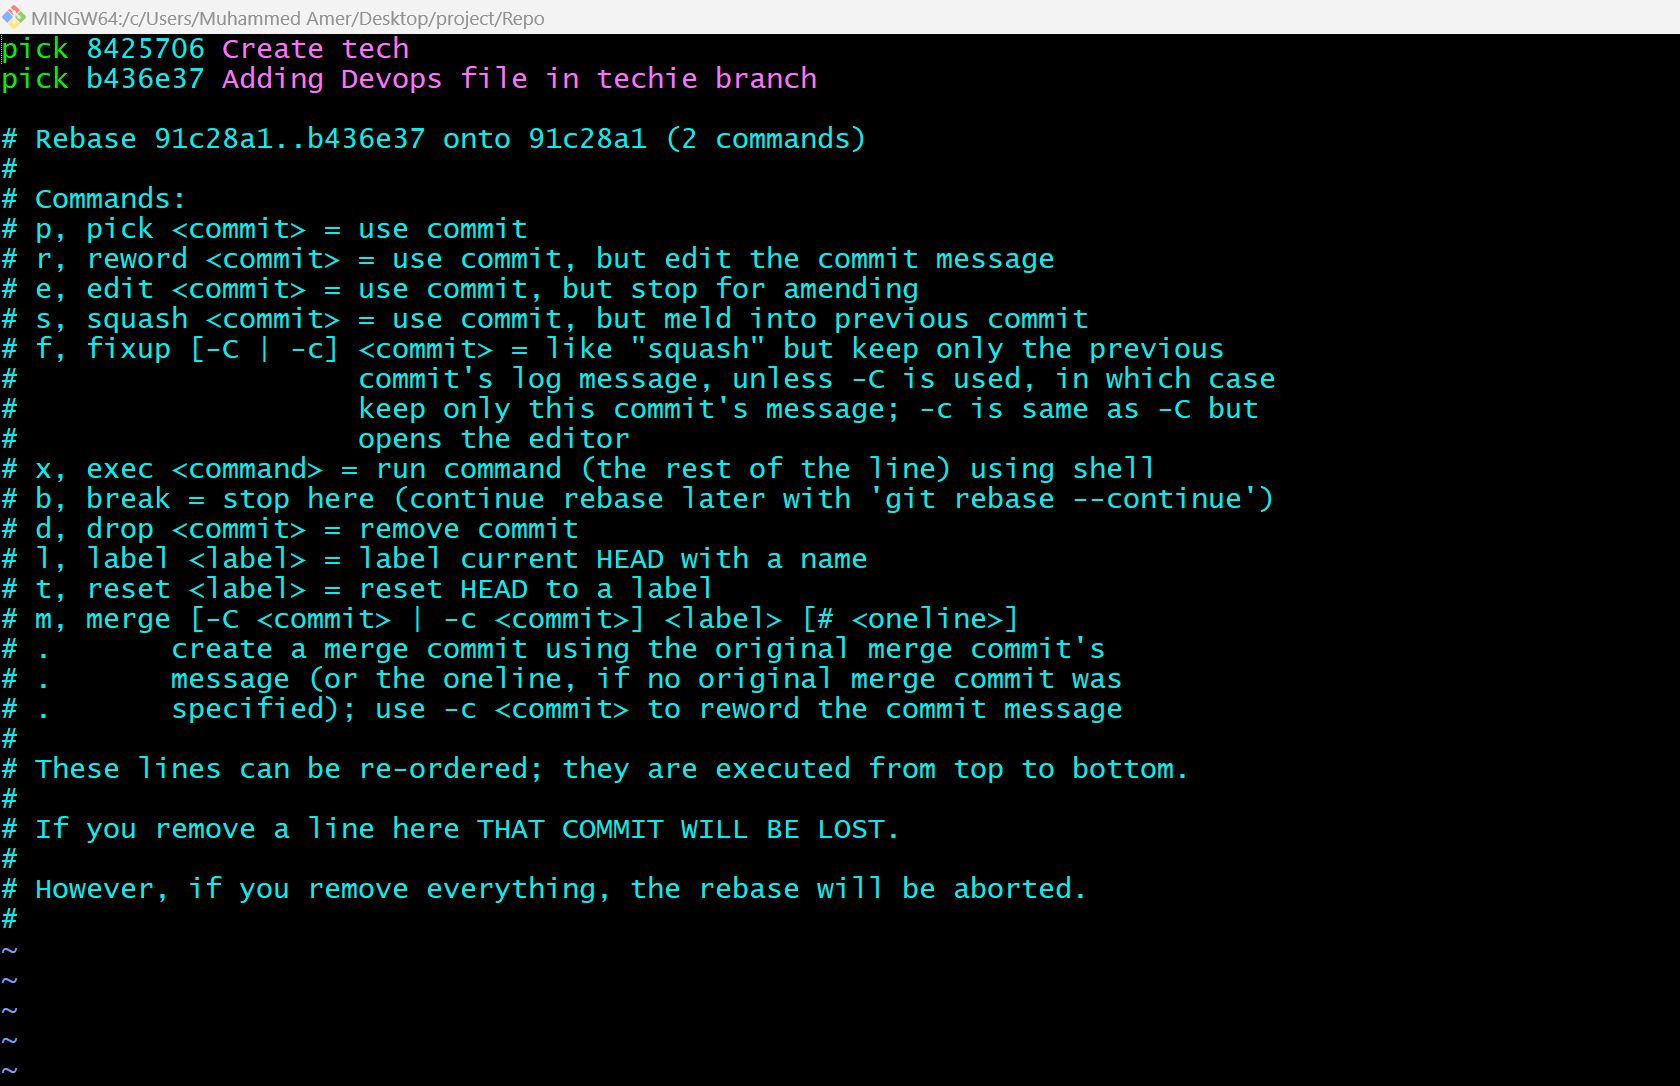 MINGW64:/c/Users/Muhammed Amer/Desktop/project/Repo
pick 8425706 Create tech
pick b436e37 Adding Devops file in techie branch

# Rebase 91c28a1..b436e37 onto 91c28a1 (2 commands)
#
# Commands:
# p, pick <commit> = use commit
# r, reword <commit> = use commit, but edit the commit message
# e, edit <commit> = use commit, but stop for amending
# s, squash <commit> = use commit, but meld into previous commit
# f, fixup [-C | -c] <commit> = like "squash" but keep only the previous
#                    commit's log message, unless -C is used, in which case
#                    keep only this commit's message; -c is same as -C but
#                    opens the editor
# x, exec <command> = run command (the rest of the line) using shell
# b, break = stop here (continue rebase later with 'git rebase --continue')
# d, drop <commit> = remove commit
# l, label <label> = label current HEAD with a name
# t, reset <label> = reset HEAD to a label
# m, merge [-C <commit> | -c <commit>] <label> [# <oneline>]
# .       create a merge commit using the original merge commit's
# .       message (or the oneline, if no original merge commit was
# .       specified); use -c <commit> to reword the commit message
#
# These lines can be re-ordered; they are executed from top to bottom.
#
# If you remove a line here THAT COMMIT WILL BE LOST.
#
# However, if you remove everything, the rebase will be aborted.
#
~
~
~
~
~